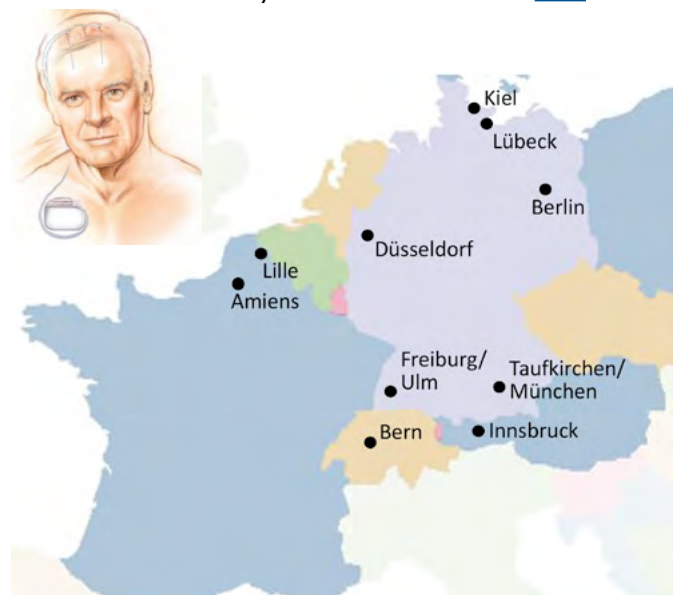 Kiel
Lübeck
Berlin
Düsseldorf
Lille
Amiens
Freiburg/
Ulm
Taufkirchen/
München
Bern
Innsbruck